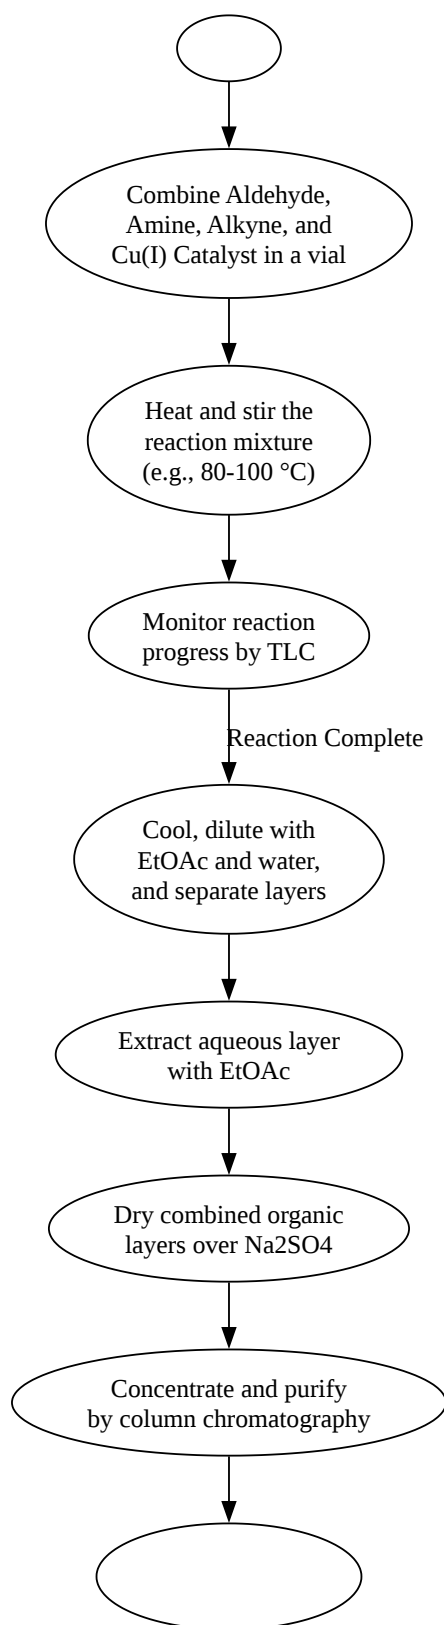 Combine Aldehyde,
Amine, Alkyne, and
Cu(I) Catalyst in a vial
Heat and stir the
reaction mixture
(e.g., 80-100 °C)
Monitor reaction
progress by TLC
Reaction Complete
Cool, dilute with
EtOAc and water,
and separate layers
Extract aqueous layer
with EtOAc
Dry combined organic
layers over Na2SO4
Concentrate and purify
by column chromatography